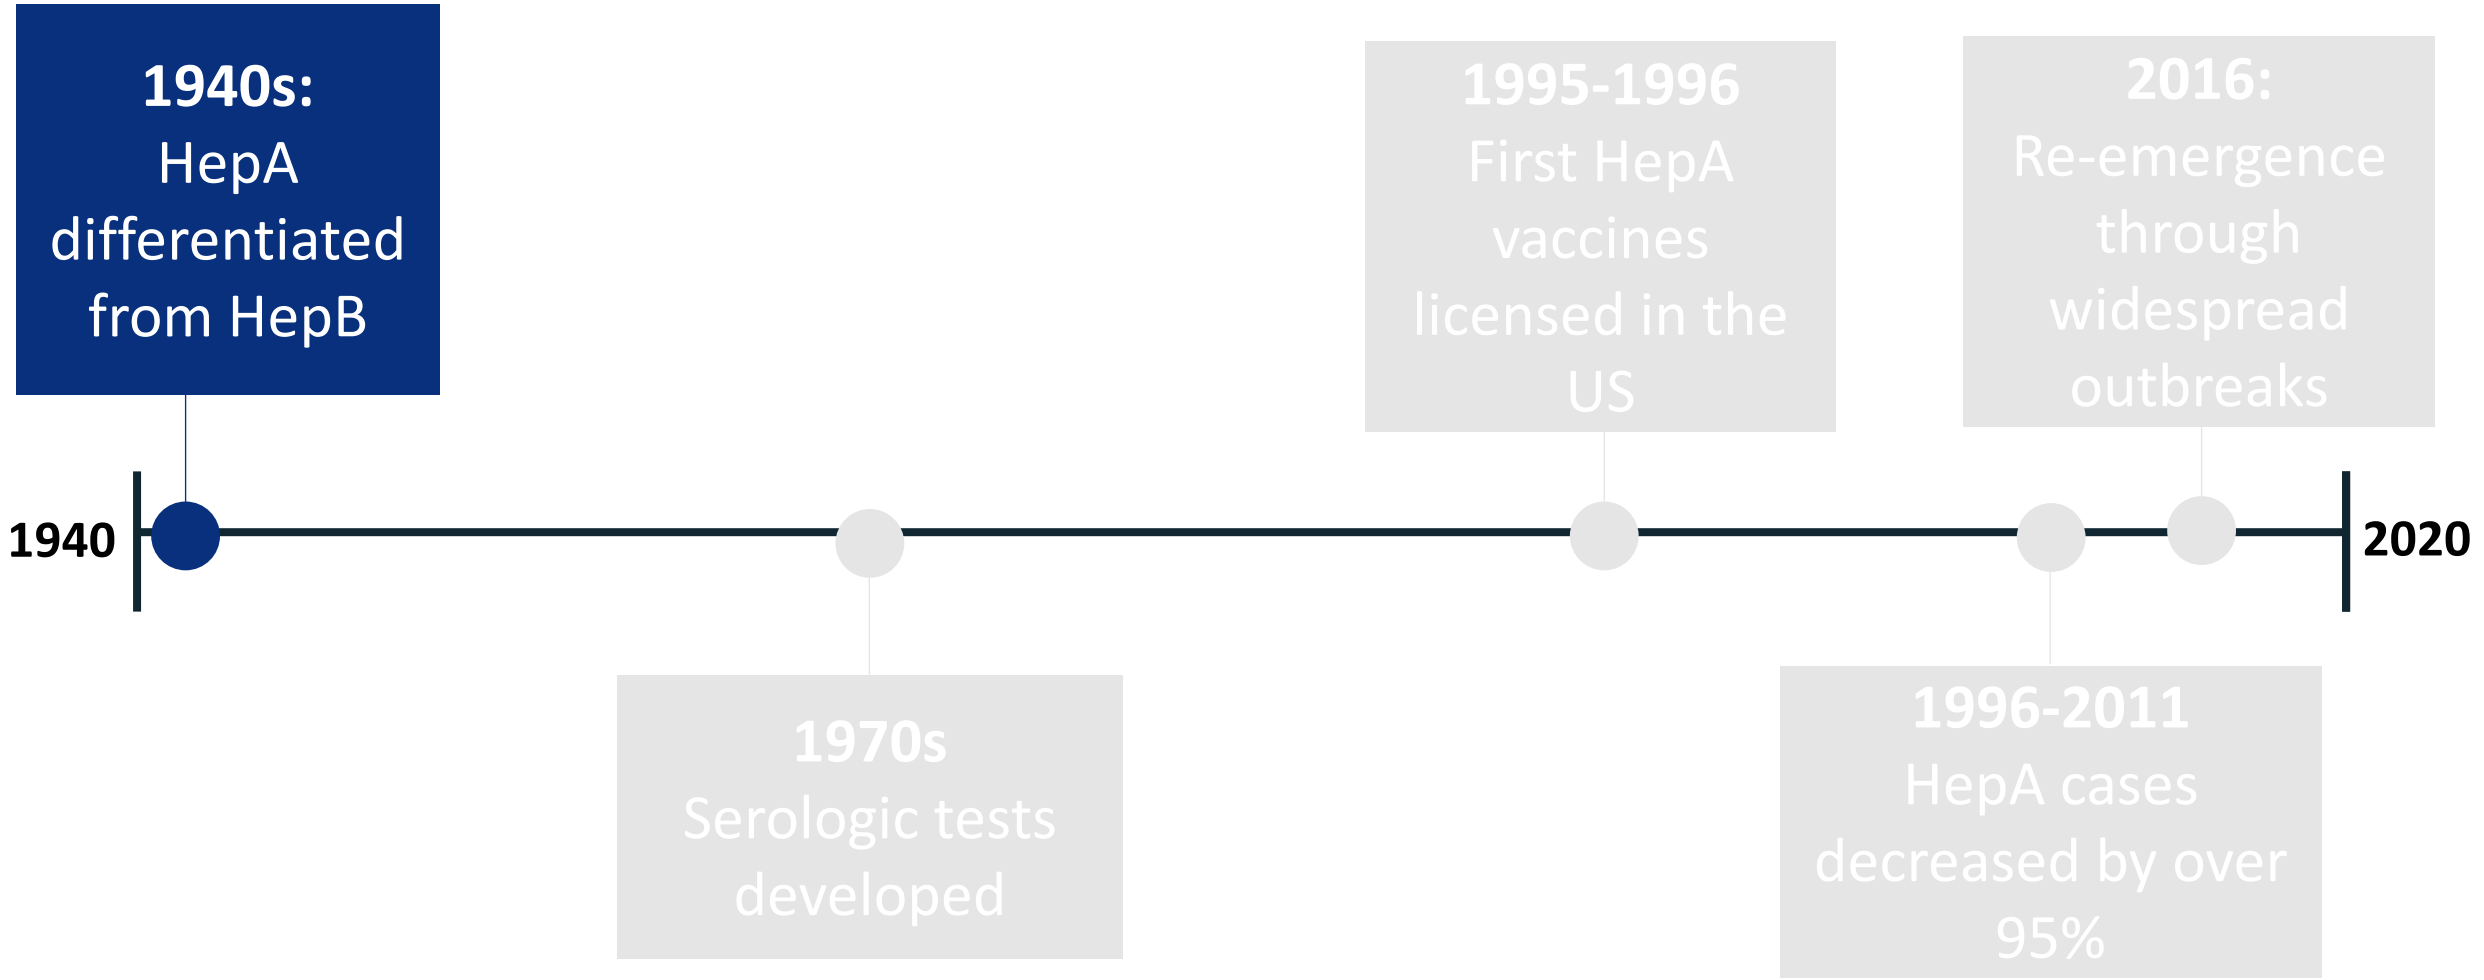 1940s:
HepA
differentiated
from HepB
1995-1996
First HepA
vaccines
licensed in the
US
2016:
Re-emergence
through
widespread
outbreaks
1940
2020
1970s
Serologic tests
developed
1996-2011
HepA cases
decreased by over
95%